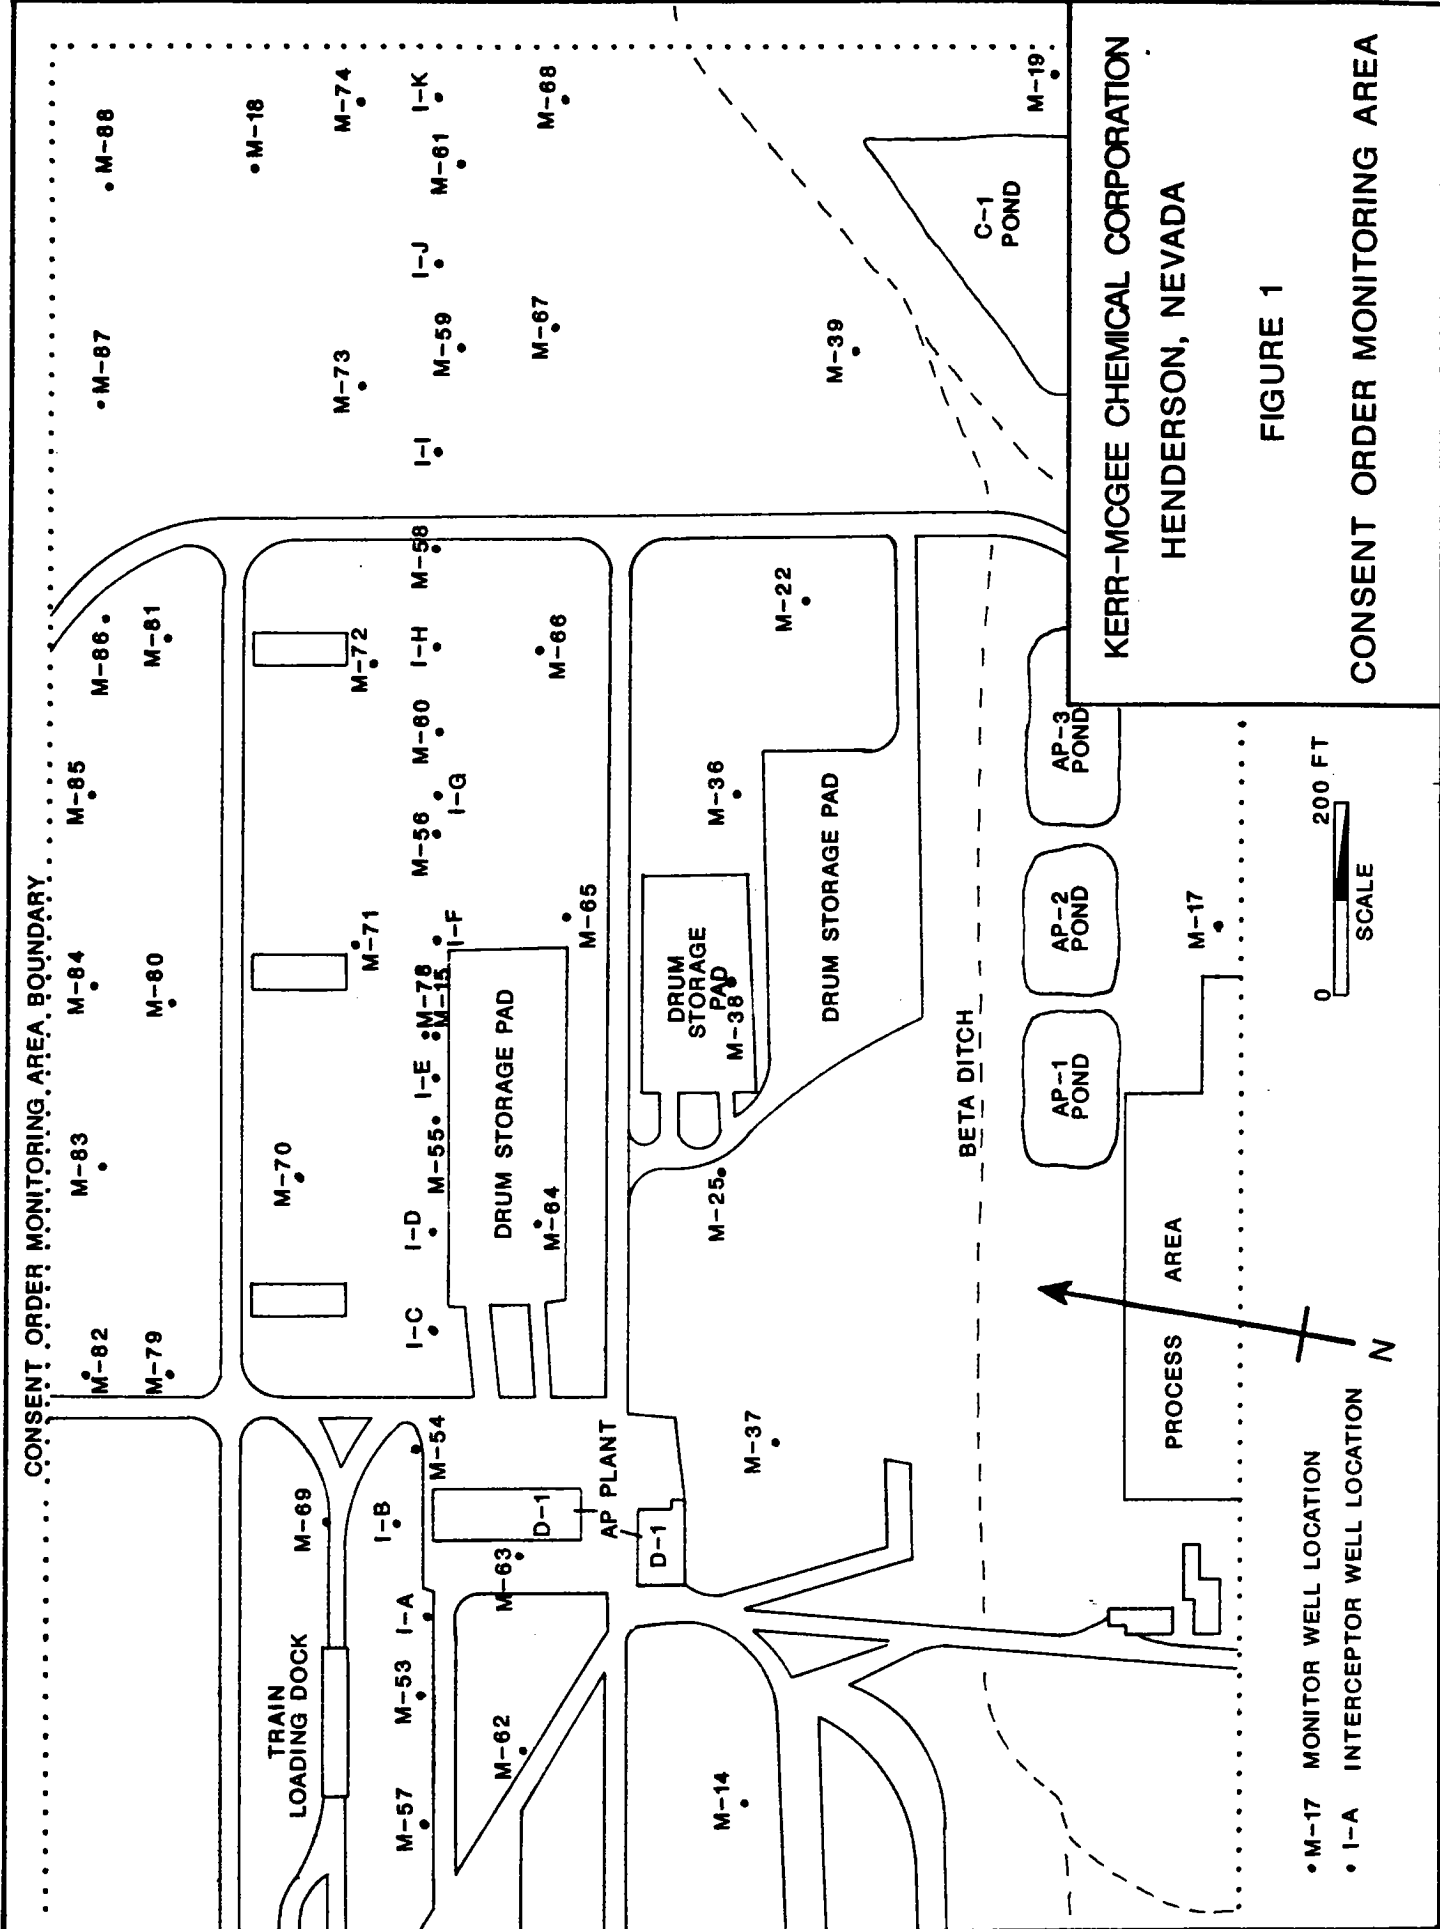 CONSENT ORDER MONITORING AREA BOUNDARY
M-82
M-83
M-84
M-85
M-86
M-87
M-88
M-79
M-80
M-81
M-18
M-69
M-70
M-71
M-72
M-73
M-74
TRAIN
LOADING DOCK
M-57
M-53
I-A
I-B
M-54
I-C
I-D
M-55
I-E
M-78
M-15
I-F
M-56
I-G
M-60
I-H
M-58
I-I
M-59
I-J
M-61
I-K
M-62
M-63
D-1
AP PLANT
D-1
DRUM STORAGE PAD
M-64
M-65
M-66
M-67
M-68
M-14
M-37
M-25
DRUM
STORAGE
PAD
M-38
M-36
M-22
M-39
DRUM STORAGE PAD
BETA DITCH
C-1
POND
M-19
AP-1
POND
AP-2
POND
AP-3
POND
PROCESS AREA
M-17
N
0
200 FT
SCALE
M-17 MONITOR WELL LOCATION
I-A INTERCEPTOR WELL LOCATION
KERR-MCGEE CHEMICAL CORPORATION
HENDERSON, NEVADA
FIGURE 1
CONSENT ORDER MONITORING AREA